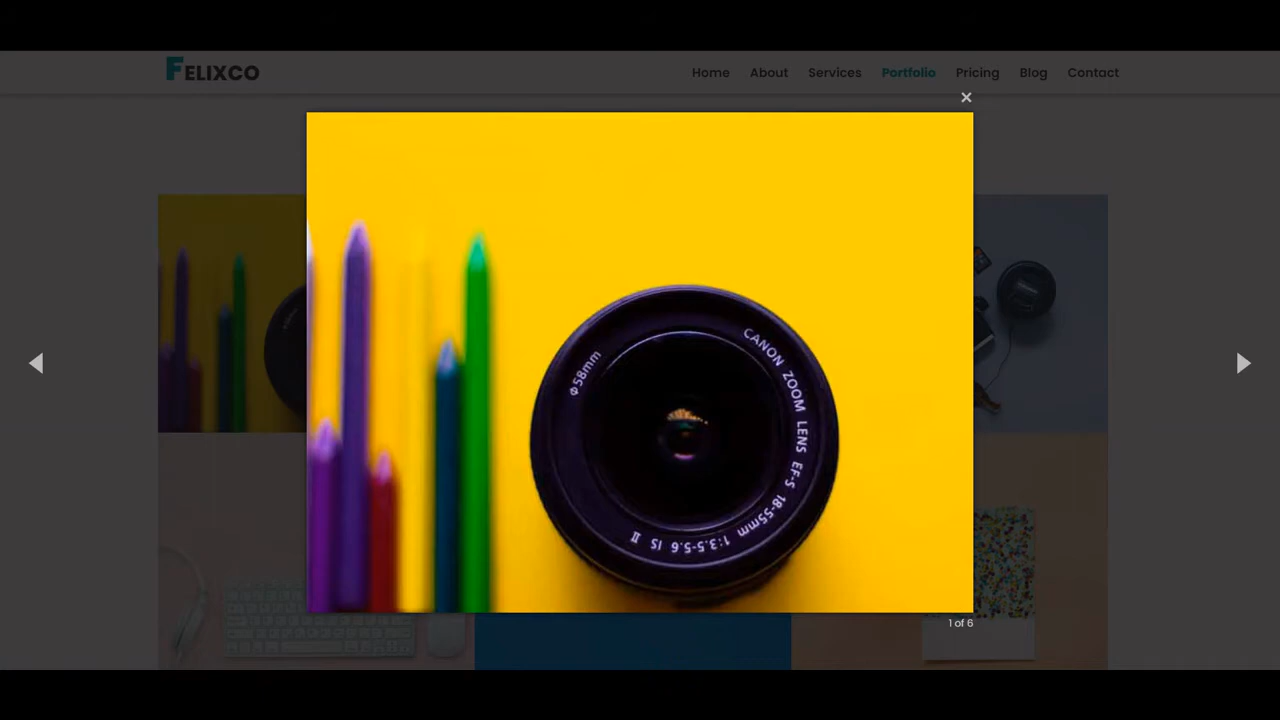 FELIXCO
Home About Services Portfolio Pricing Blog Contact
×
Φ58mm
CANON ZOOM LENS EF-S 18-55mm 1:3.5-5.6 IS II
1 of 6